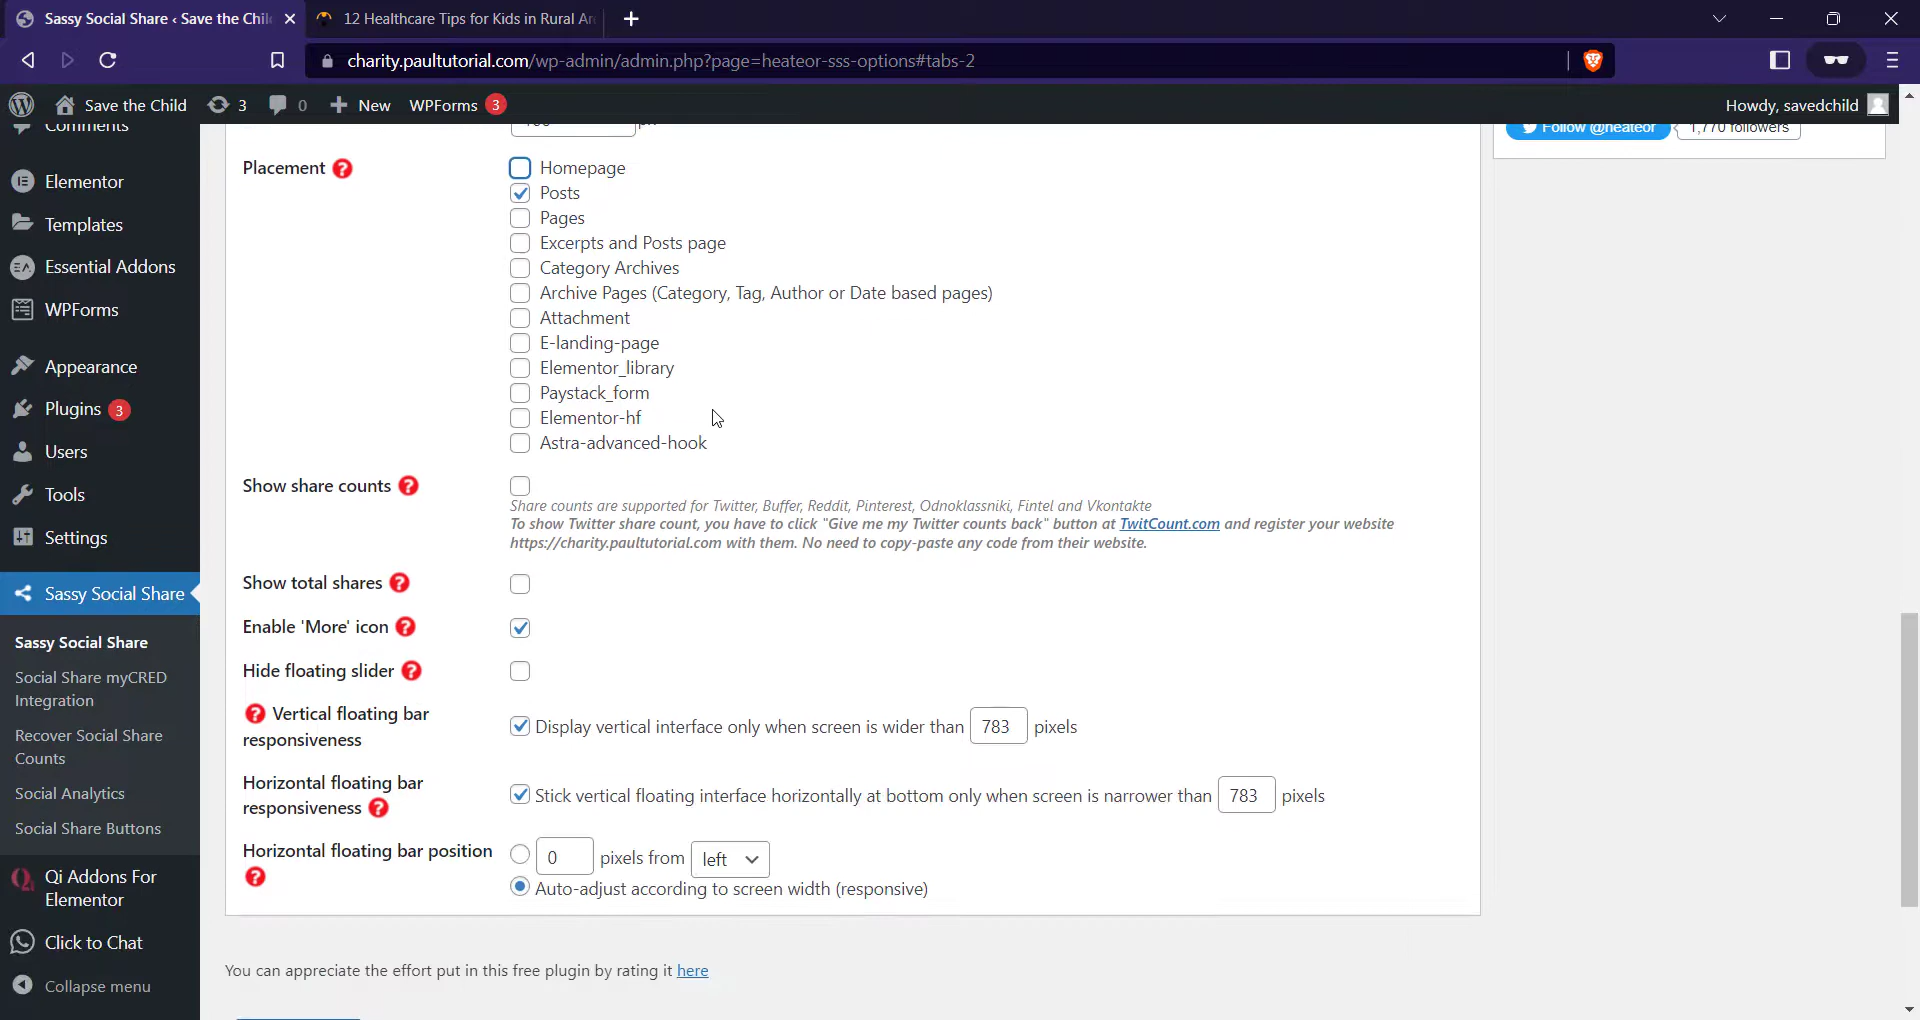 Sassy Social Share ‹ Save the Chil
12 Healthcare Tips for Kids in Rural Ar
charity.paultutorial.com/wp-admin/admin.php?page=heateor-sss-options#tabs-2
Save the Child
3
0
New
WPForms 3
Howdy, savedchild
Comments
Elementor
Templates
Essential Addons
WPForms
Appearance
Plugins 3
Users
Tools
Settings
Sassy Social Share
Sassy Social Share
Social Share myCRED
Integration
Recover Social Share
Counts
Social Analytics
Social Share Buttons
Qi Addons For
Elementor
Click to Chat
Collapse menu
px
Follow @heateor
1,770 followers
Placement ?
Homepage
Posts
Pages
Excerpts and Posts page
Category Archives
Archive Pages (Category, Tag, Author or Date based pages)
Attachment
E-landing-page
Elementor_library
Paystack_form
Elementor-hf
Astra-advanced-hook
Show share counts ?
Share counts are supported for Twitter, Buffer, Reddit, Pinterest, Odnoklassniki, Fintel and Vkontakte
To show Twitter share count, you have to click "Give me my Twitter counts back" button at TwitCount.com and register your website
https://charity.paultutorial.com with them. No need to copy-paste any code from their website.
Show total shares ?
Enable 'More' icon ?
Hide floating slider ?
? Vertical floating bar
responsiveness
Display vertical interface only when screen is wider than 783 pixels
Horizontal floating bar
responsiveness ?
Stick vertical floating interface horizontally at bottom only when screen is narrower than 783 pixels
Horizontal floating bar position
?
0 pixels from left
Auto-adjust according to screen width (responsive)
You can appreciate the effort put in this free plugin by rating it here